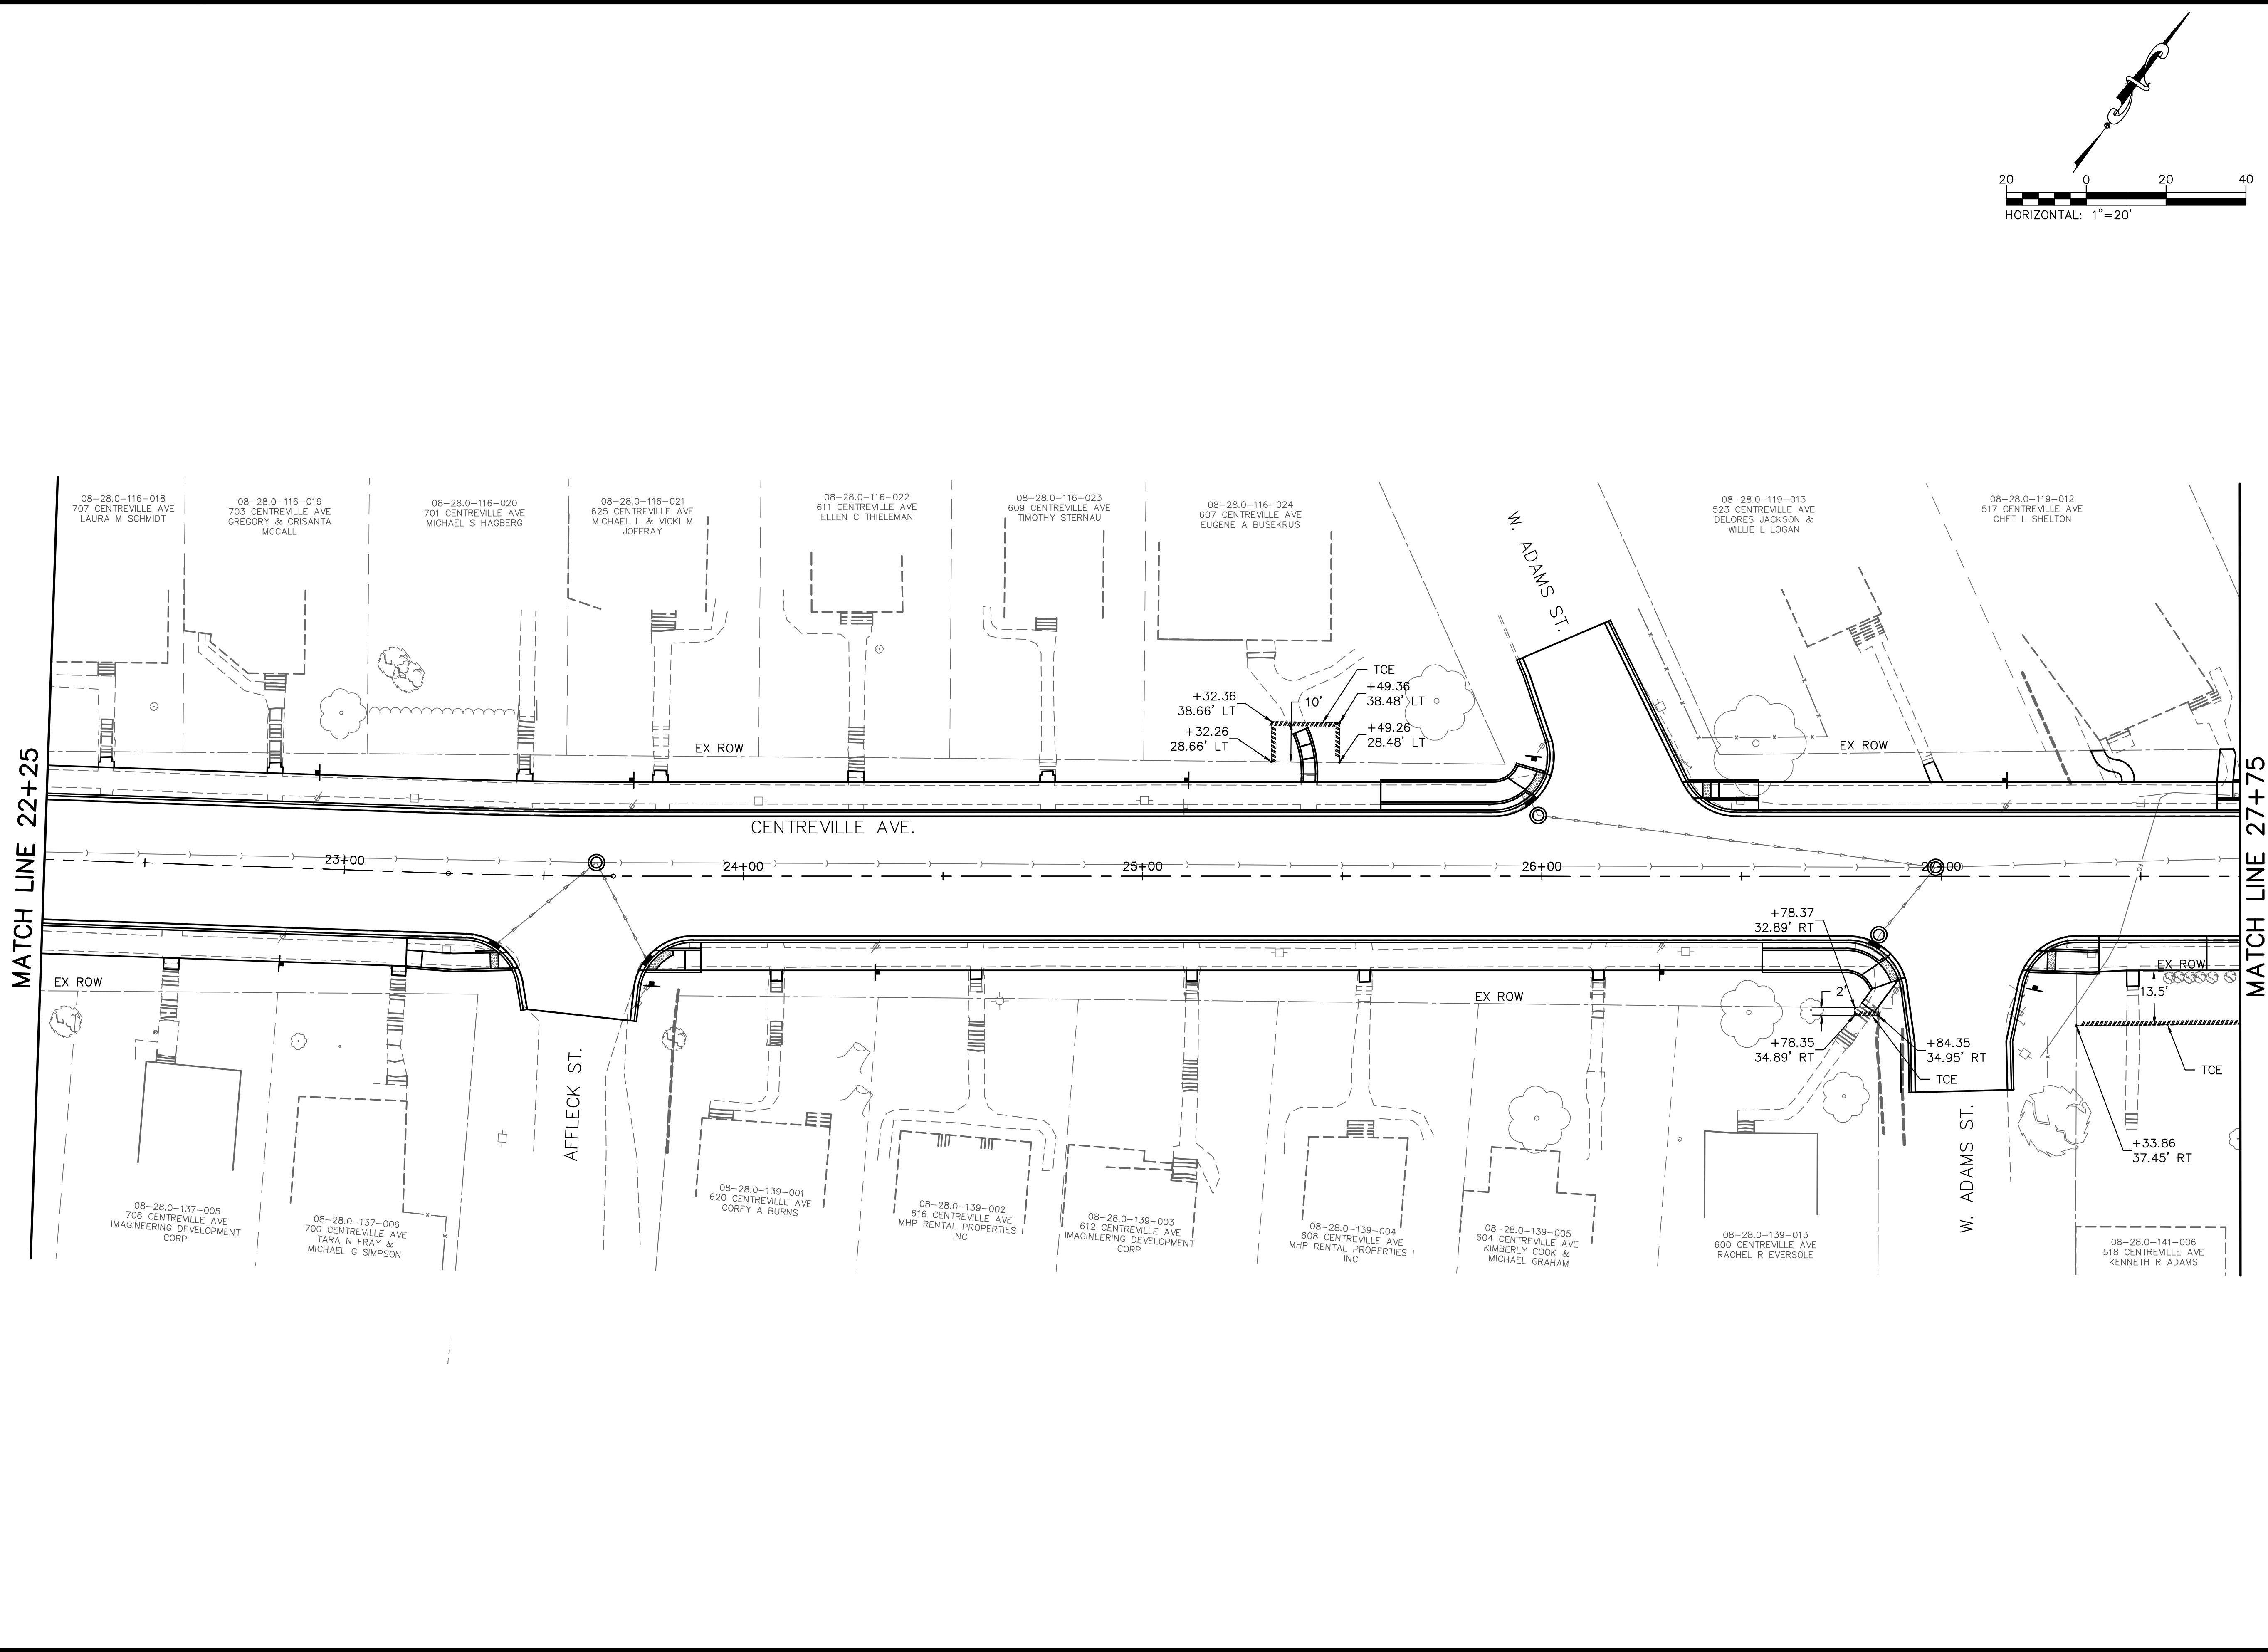 20 0 20 40
HORIZONTAL: 1"=20'
08-28.0-116-018
707 CENTREVILLE AVE
LAURA M SCHMIDT
08-28.0-116-019
703 CENTREVILLE AVE
GREGORY & CRISANTA
MCCALL
08-28.0-116-020
701 CENTREVILLE AVE
MICHAEL S HAGBERG
08-28.0-116-021
625 CENTREVILLE AVE
MICHAEL L & VICKI M
JOFFRAY
08-28.0-116-022
611 CENTREVILLE AVE
ELLEN C THIELEMAN
08-28.0-116-023
609 CENTREVILLE AVE
TIMOTHY STERNAU
08-28.0-116-024
607 CENTREVILLE AVE
EUGENE A BUSEKRUS
W. ADAMS ST.
08-28.0-119-013
523 CENTREVILLE AVE
DELORES JACKSON &
WILLIE L LOGAN
08-28.0-119-012
517 CENTREVILLE AVE
CHET L SHELTON
TCE
+32.36
38.66' LT
10'
+49.36
38.48' LT
+32.26
28.66' LT
+49.26
28.48' LT
EX ROW
EX ROW
MATCH LINE 22+25
MATCH LINE 27+75
CENTREVILLE AVE.
23+00
24+00
25+00
26+00
27+00
+78.37
32.89' RT
EX ROW
EX ROW
EX ROW
2'
13.5'
+78.35
34.89' RT
+84.35
34.95' RT
TCE
TCE
+33.86
37.45' RT
AFFLECK ST.
W. ADAMS ST.
08-28.0-137-005
706 CENTREVILLE AVE
IMAGINEERING DEVELOPMENT
CORP
08-28.0-137-006
700 CENTREVILLE AVE
TARA N FRAY &
MICHAEL G SIMPSON
08-28.0-139-001
620 CENTREVILLE AVE
COREY A BURNS
08-28.0-139-002
616 CENTREVILLE AVE
MHP RENTAL PROPERTIES I
INC
08-28.0-139-003
612 CENTREVILLE AVE
IMAGINEERING DEVELOPMENT
CORP
08-28.0-139-004
608 CENTREVILLE AVE
MHP RENTAL PROPERTIES I
INC
08-28.0-139-005
604 CENTREVILLE AVE
KIMBERLY COOK &
MICHAEL GRAHAM
08-28.0-139-013
600 CENTREVILLE AVE
RACHEL R EVERSOLE
08-28.0-141-006
518 CENTREVILLE AVE
KENNETH R ADAMS